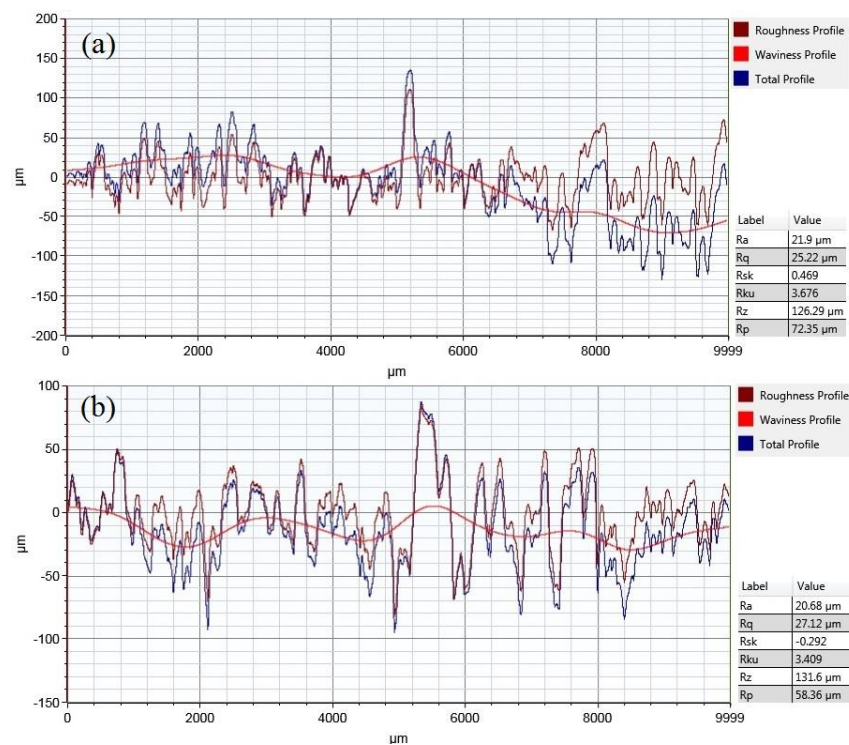 (a)
200
150
100
50
0
-50
-100
-150
-200
µm
0 2000 4000 6000 8000 9999
µm
Roughness Profile
Waviness Profile
Total Profile
Label Value
Ra 21.9 µm
Rq 25.22 µm
Rsk 0.469
Rku 3.676
Rz 126.29 µm
Rp 72.35 µm
(b)
100
50
0
-50
-100
-150
µm
0 2000 4000 6000 8000 9999
µm
Roughness Profile
Waviness Profile
Total Profile
Label Value
Ra 20.68 µm
Rq 27.12 µm
Rsk -0.292
Rku 3.409
Rz 131.6 µm
Rp 58.36 µm